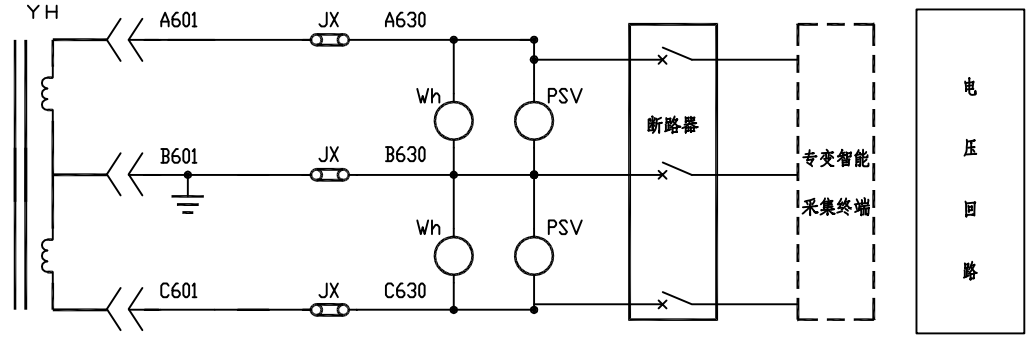 YH
A601 JX A630
Wh PSV
断路器
B601 JX B630
专变智能
采集终端
Wh PSV
C601 JX C630
电
压
回
路